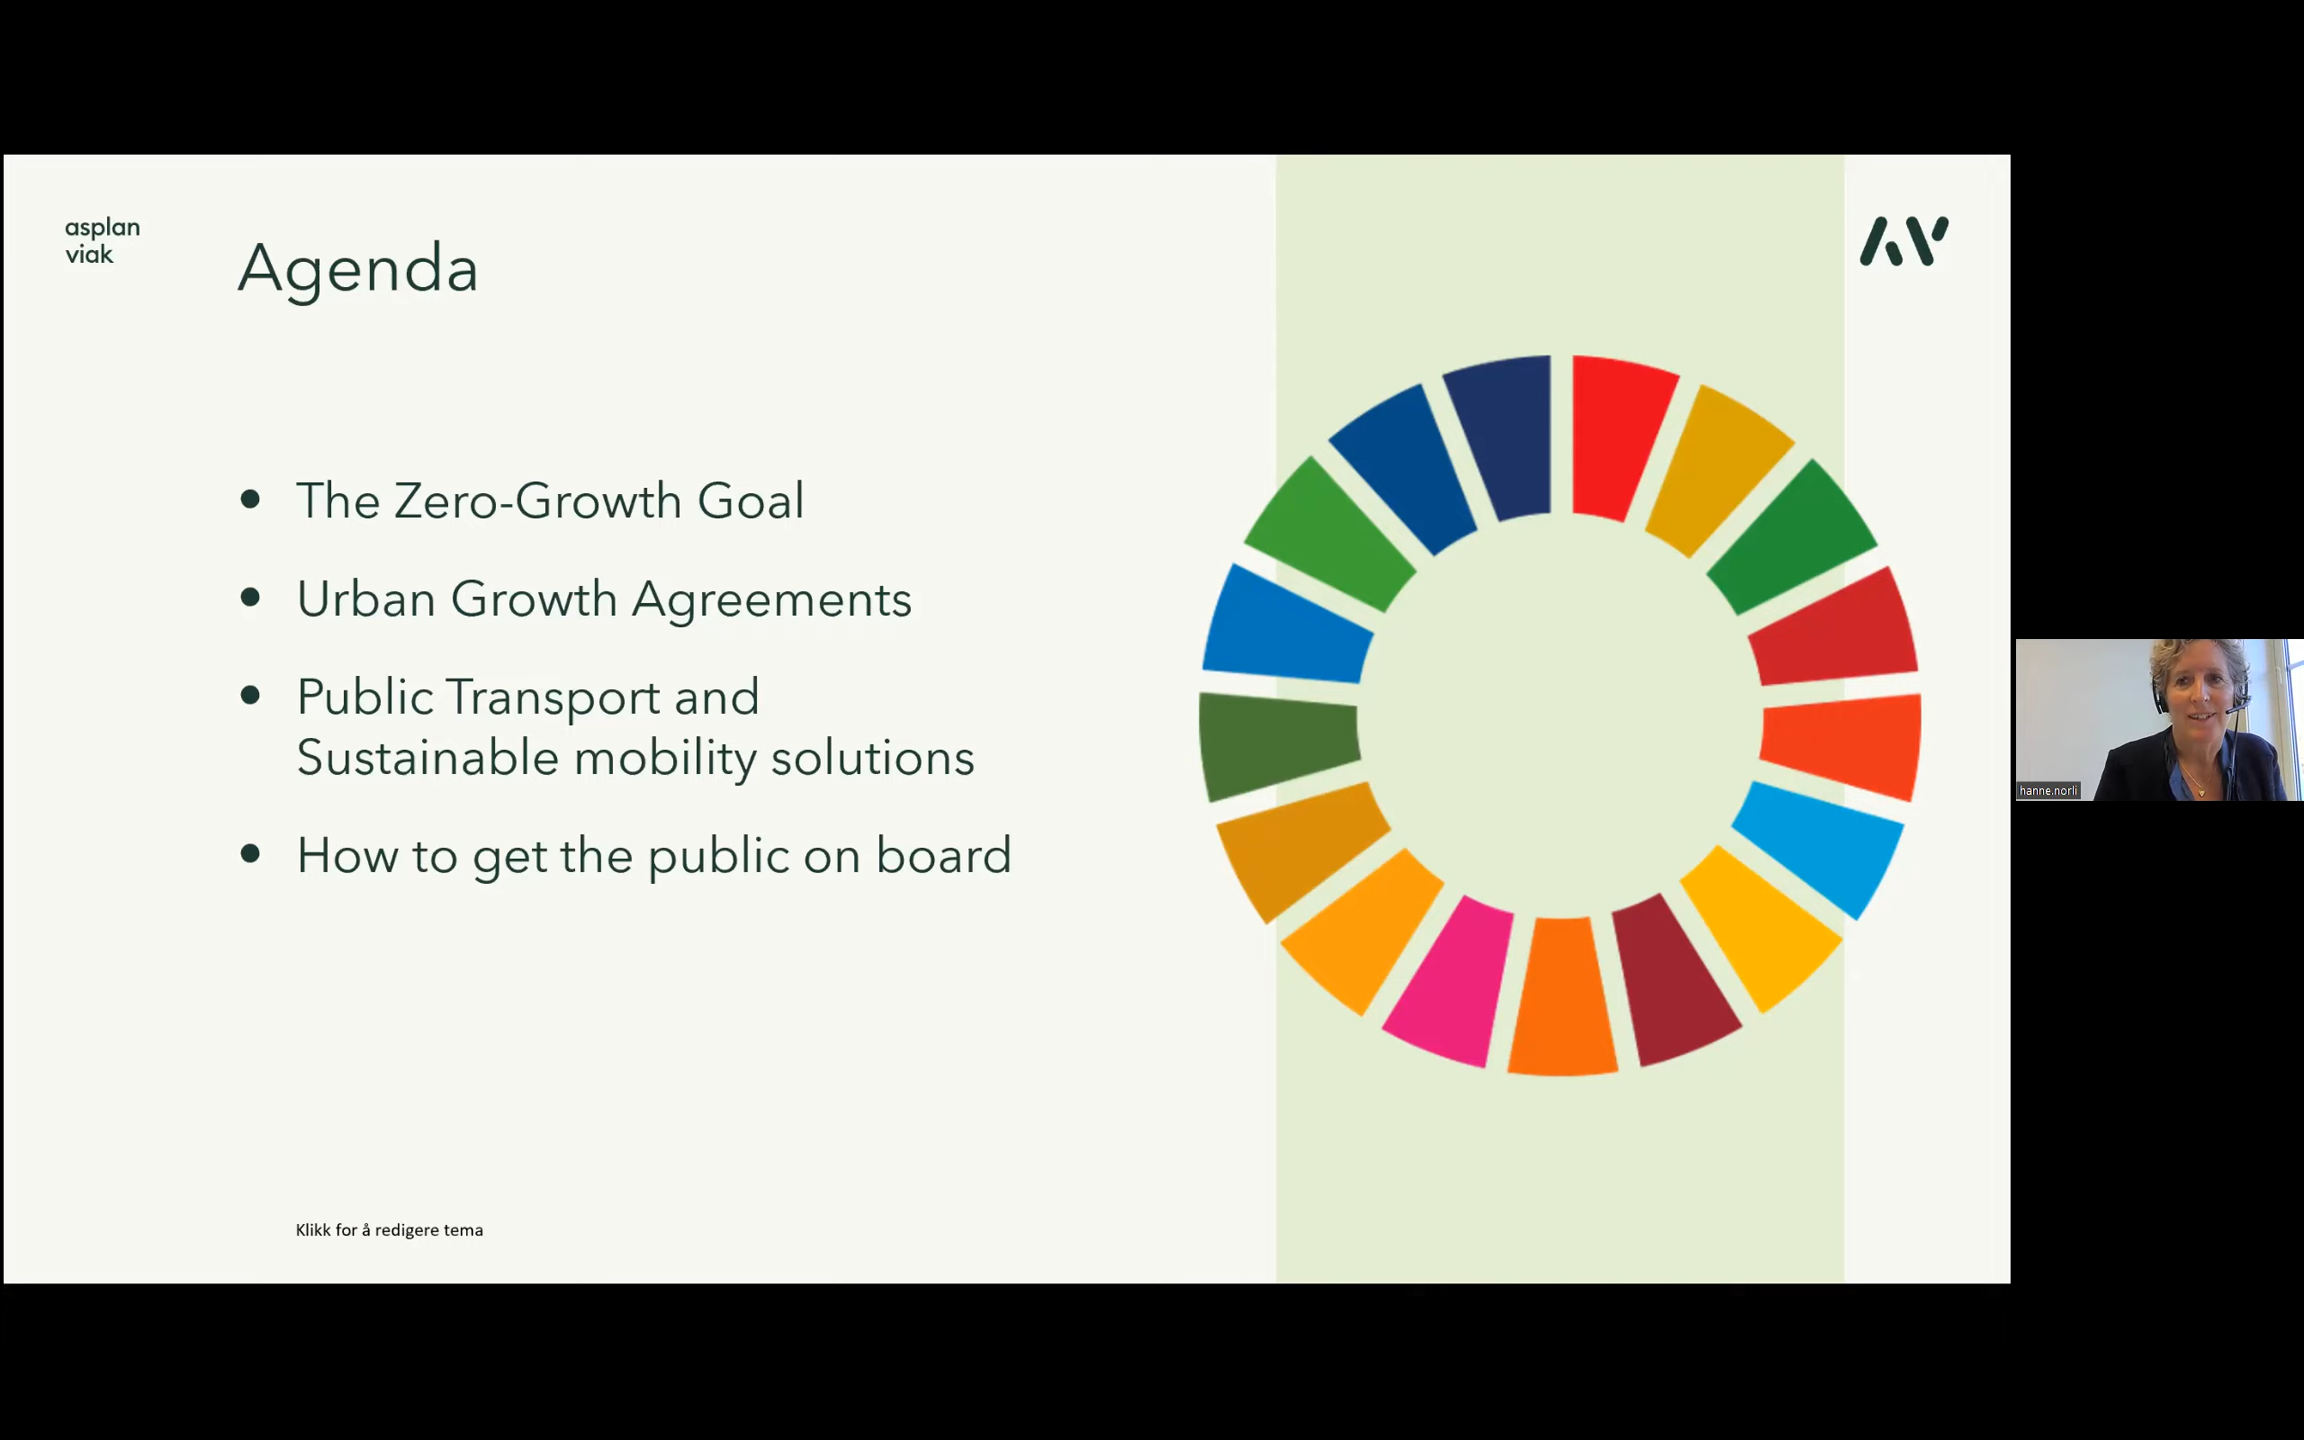 asplan
viak
Agenda
• The Zero-Growth Goal
• Urban Growth Agreements
• Public Transport and
Sustainable mobility solutions
• How to get the public on board
Klikk for å redigere tema
hanne.norli